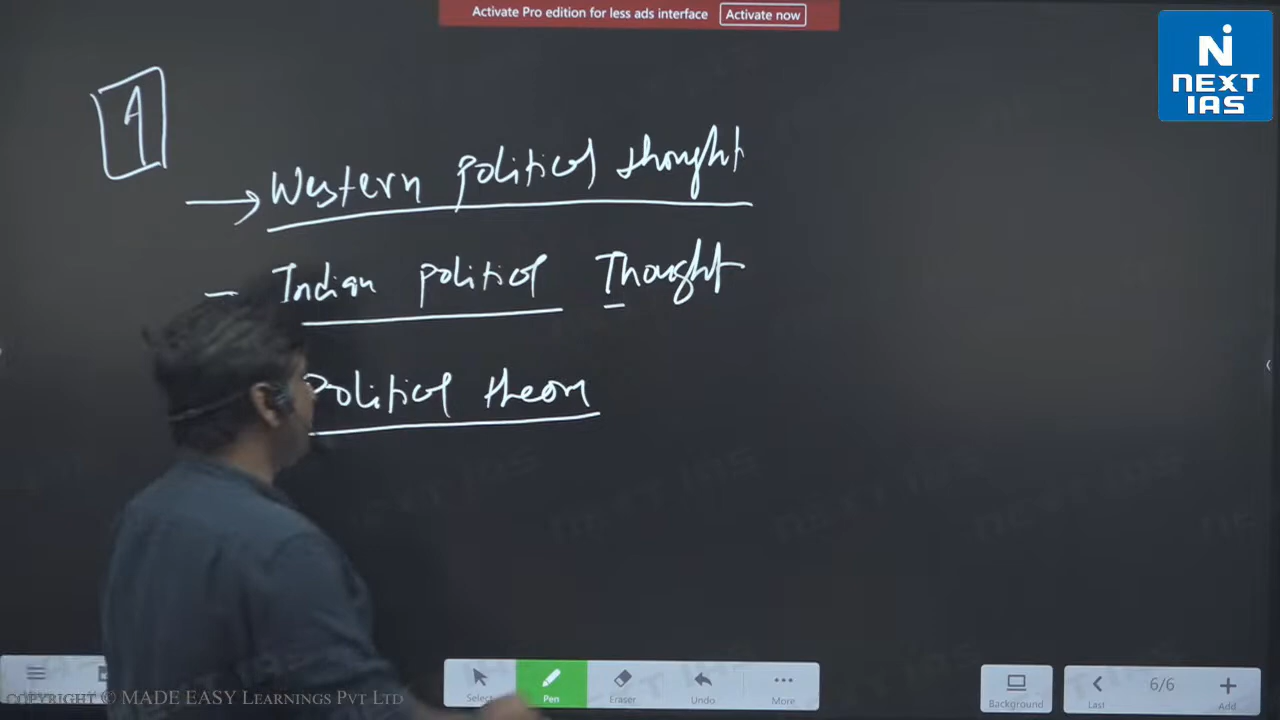 Activate Pro edition for less ads interface Activate now
NEXT
IAS
A
→ Western political thought
- Indian political Thought
Political theory
Select
Pen
Eraser
Undo
More
Background
Last
6/6
Add
COPYRIGHT © MADE EASY LEARNINGS PVT LTD